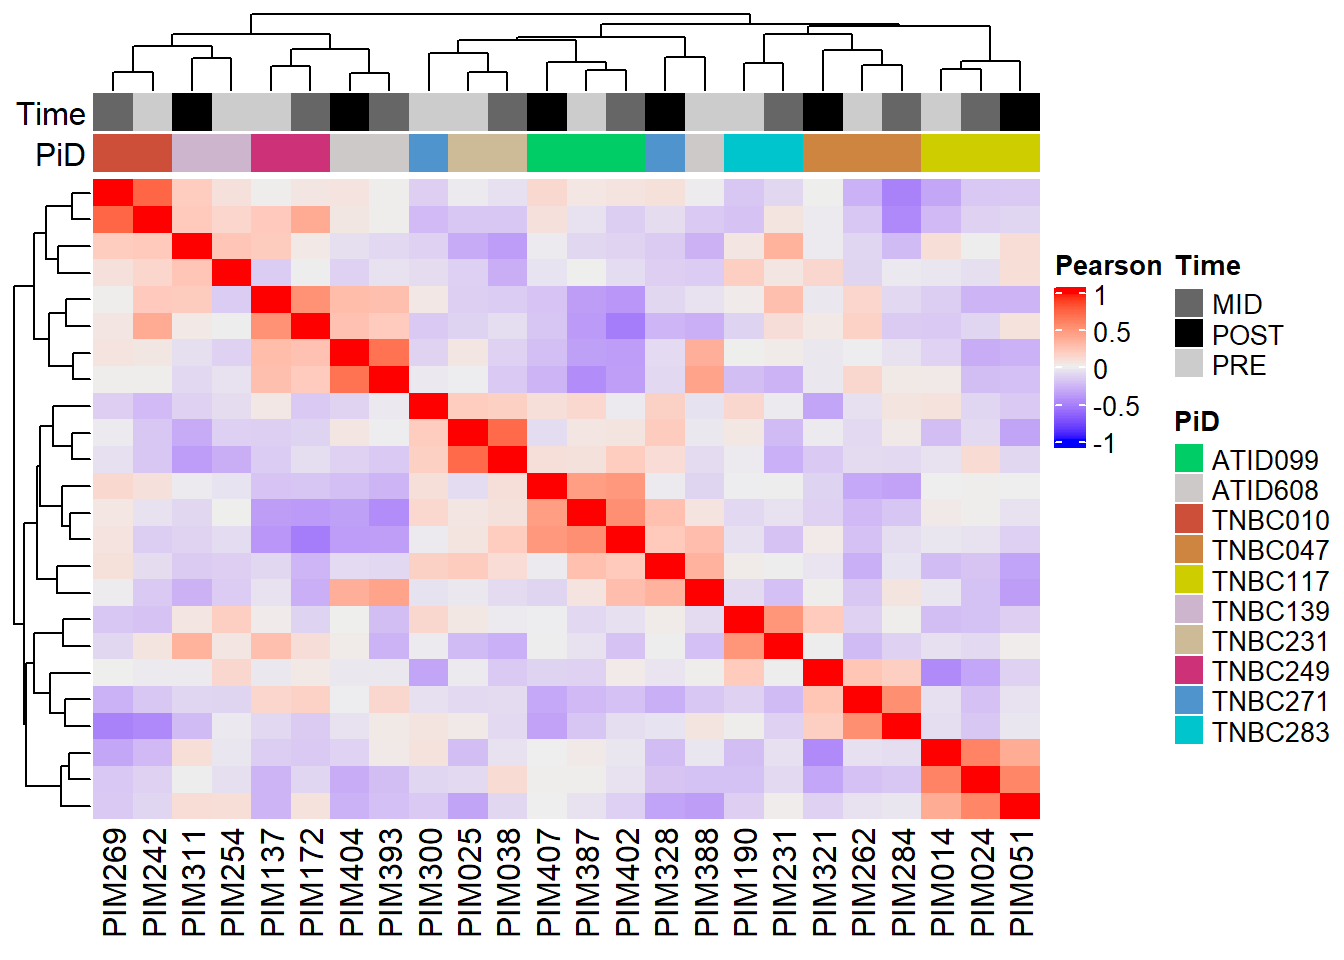 Time
PiD
Pearson
1
0.5
0
-0.5
-1
Time
MID
POST
PRE
PiD
ATID099
ATID608
TNBC010
TNBC047
TNBC117
TNBC139
TNBC231
TNBC249
TNBC271
TNBC283
PIM269
PIM242
PIM311
PIM254
PIM137
PIM172
PIM404
PIM393
PIM300
PIM025
PIM038
PIM407
PIM387
PIM402
PIM328
PIM388
PIM190
PIM231
PIM321
PIM262
PIM284
PIM014
PIM024
PIM051